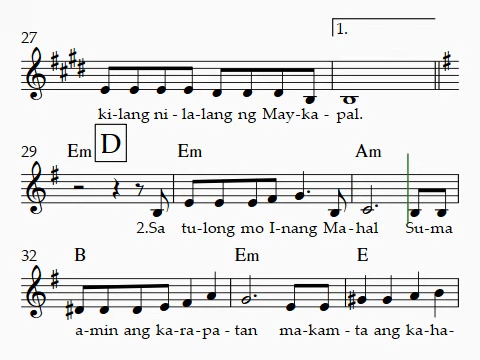 1.
27
ki-lang ni - la-lang ng May-ka - pal.
D
29 Em Em Am
2.Sa tu-long mo I-nang Ma-hal Su-ma
32 B Em E
a-min ang ka-ra-pa - tan ma-kam - ta ang ka-ha-